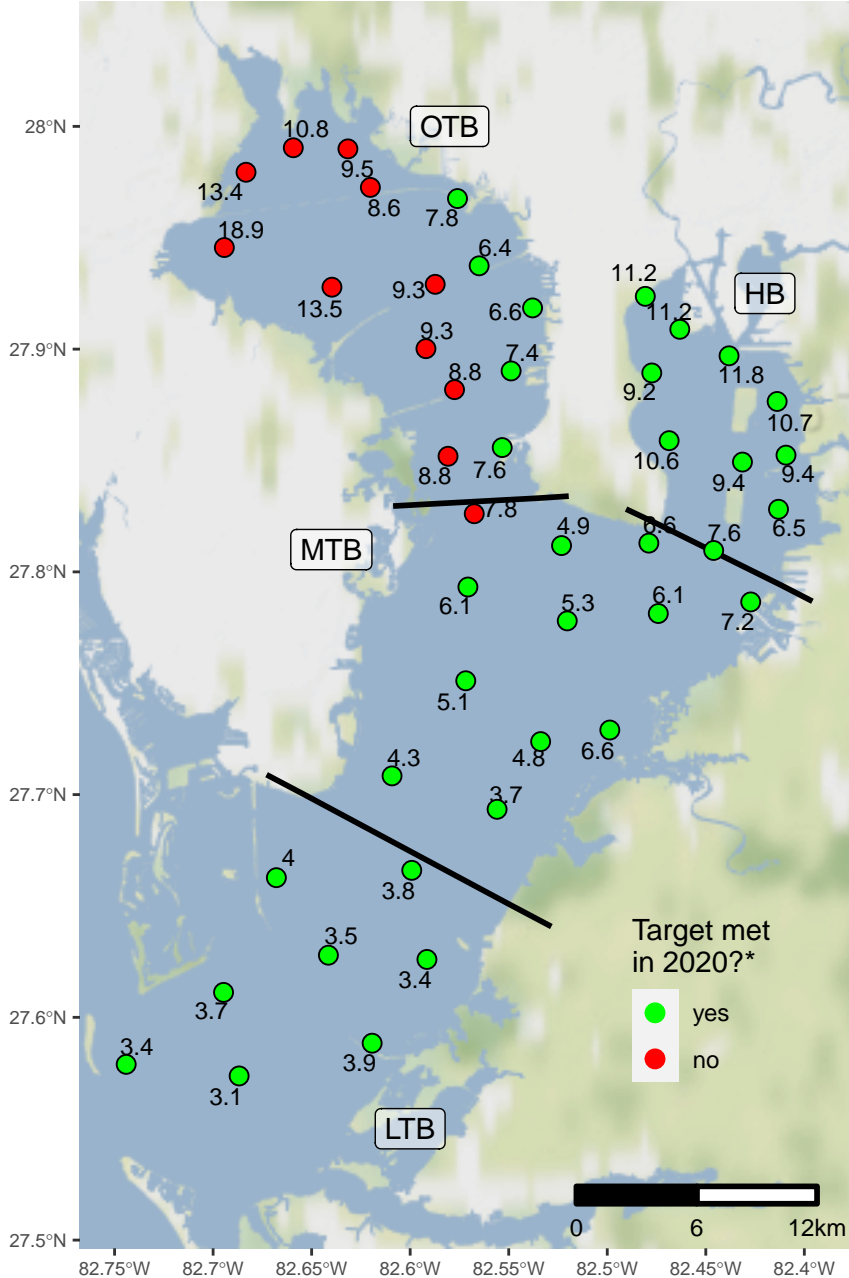 28°N
27.9°N
27.8°N
27.7°N
27.6°N
27.5°N
OTB
10.8
9.5
13.4
8.6
7.8
18.9
6.4
13.5
9.3
6.6
9.3
7.4
8.8
8.8
7.6
HB
11.2
11.2
11.8
9.2
10.7
10.6
9.4
9.4
6.5
7.6
MTB
7.8
4.9
6.6
6.1
5.3
6.1
7.2
5.1
4.8
6.6
4.3
3.7
4
3.8
3.5
3.4
3.7
3.4
3.9
3.1
LTB
Target met
in 2020?*
yes
no
0 6 12km
82.75°W 82.7°W 82.65°W 82.6°W 82.55°W 82.5°W 82.45°W 82.4°W